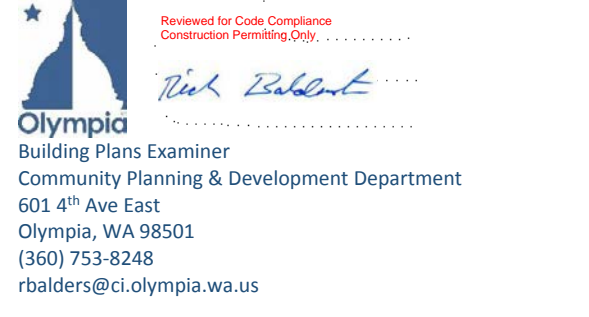 Reviewed for Code Compliance
Construction Permitting Only
Olympia
Building Plans Examiner
Community Planning & Development Department
601 4th Ave East
Olympia, WA 98501
(360) 753-8248
rbalders@ci.olympia.wa.us